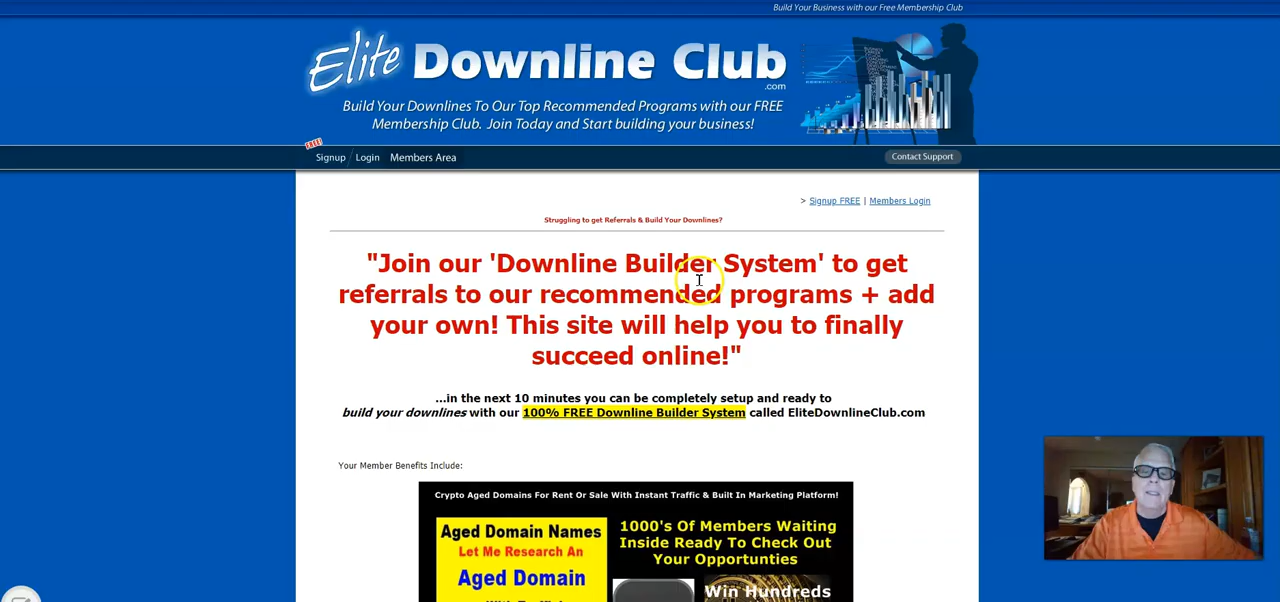 Build Your Business with our Free Membership Club
Elite Downline Club
.com
Build Your Downlines To Our Top Recommended Programs with our FREE
Membership Club. Join Today and Start building your business!
FREE!
Signup / Login Members Area
Contact Support
> Signup FREE | Members Login
Struggling to get Referrals & Build Your Downlines?
"Join our 'Downline Builder System' to get
referrals to our recommended programs + add
your own! This site will help you to finally
succeed online!"
...in the next 10 minutes you can be completely setup and ready to
build your downlines with our 100% FREE Downline Builder System called EliteDownlineClub.com
Your Member Benefits Include:
Crypto Aged Domains For Rent Or Sale With Instant Traffic & Built In Marketing Platform!
Aged Domain Names
Let Me Research An
Aged Domain
1000's Of Members Waiting
Inside Ready To Check Out
Your Opportunties
Win Hundreds